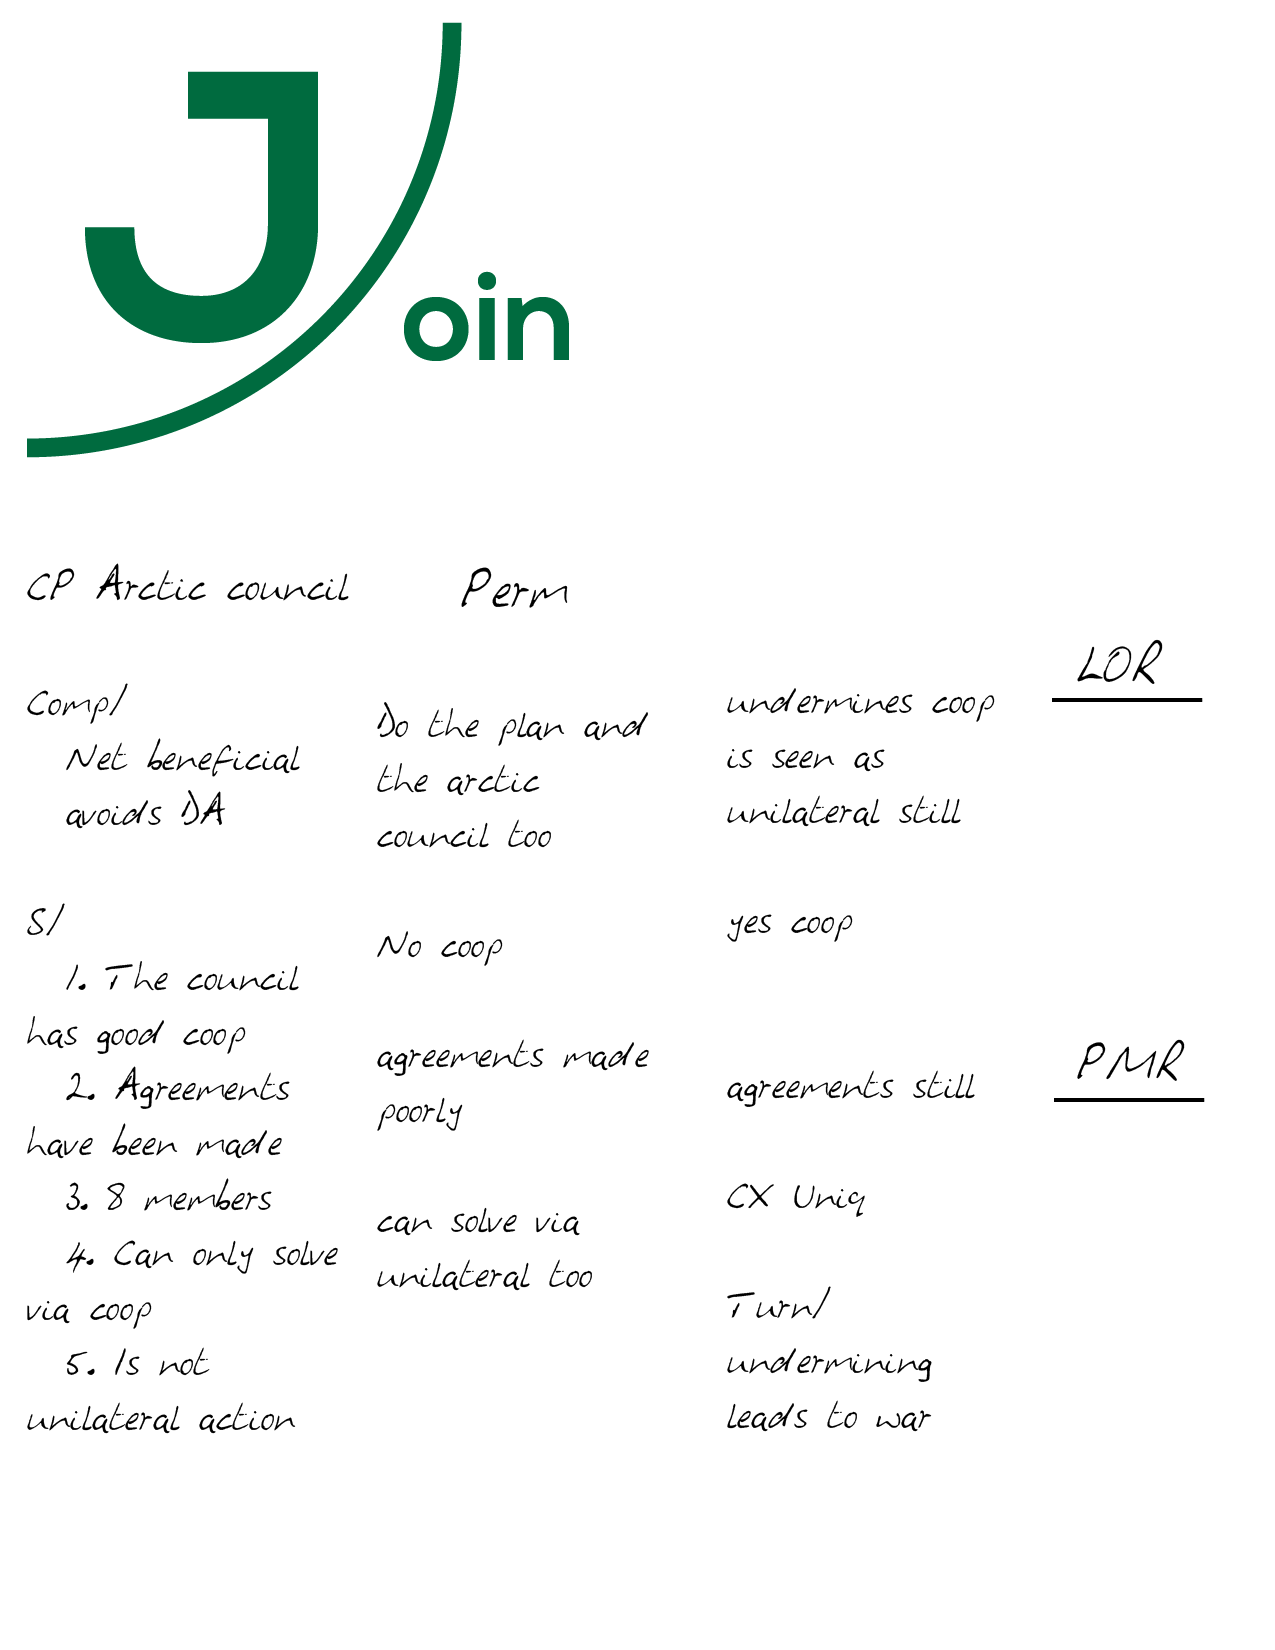 Join
CP Arctic council
Comp/
Net beneficial
avoids DA
S/
1. The council
has good coop
2. Agreements
have been made
3. 8 members
4. Can only solve
via coop
5. Is not
unilateral action
Perm
Do the plan and
the arctic
council too
No coop
agreements made
poorly
can solve via
unilateral too
undermines coop
is seen as
unilateral still
yes coop
agreements still
CX Uniq
Turn/
undermining
leads to war
LOR
PMR